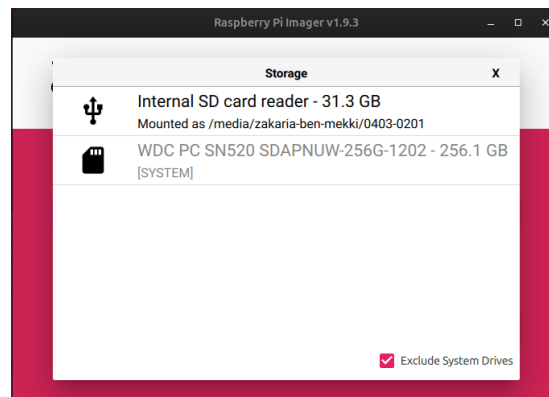 Raspberry Pi Imager v1.9.3
Storage
X
Internal SD card reader - 31.3 GB
Mounted as /media/zakaria-ben-mekki/0403-0201
WDC PC SN520 SDAPNUW-256G-1202 - 256.1 GB
[SYSTEM]
Exclude System Drives